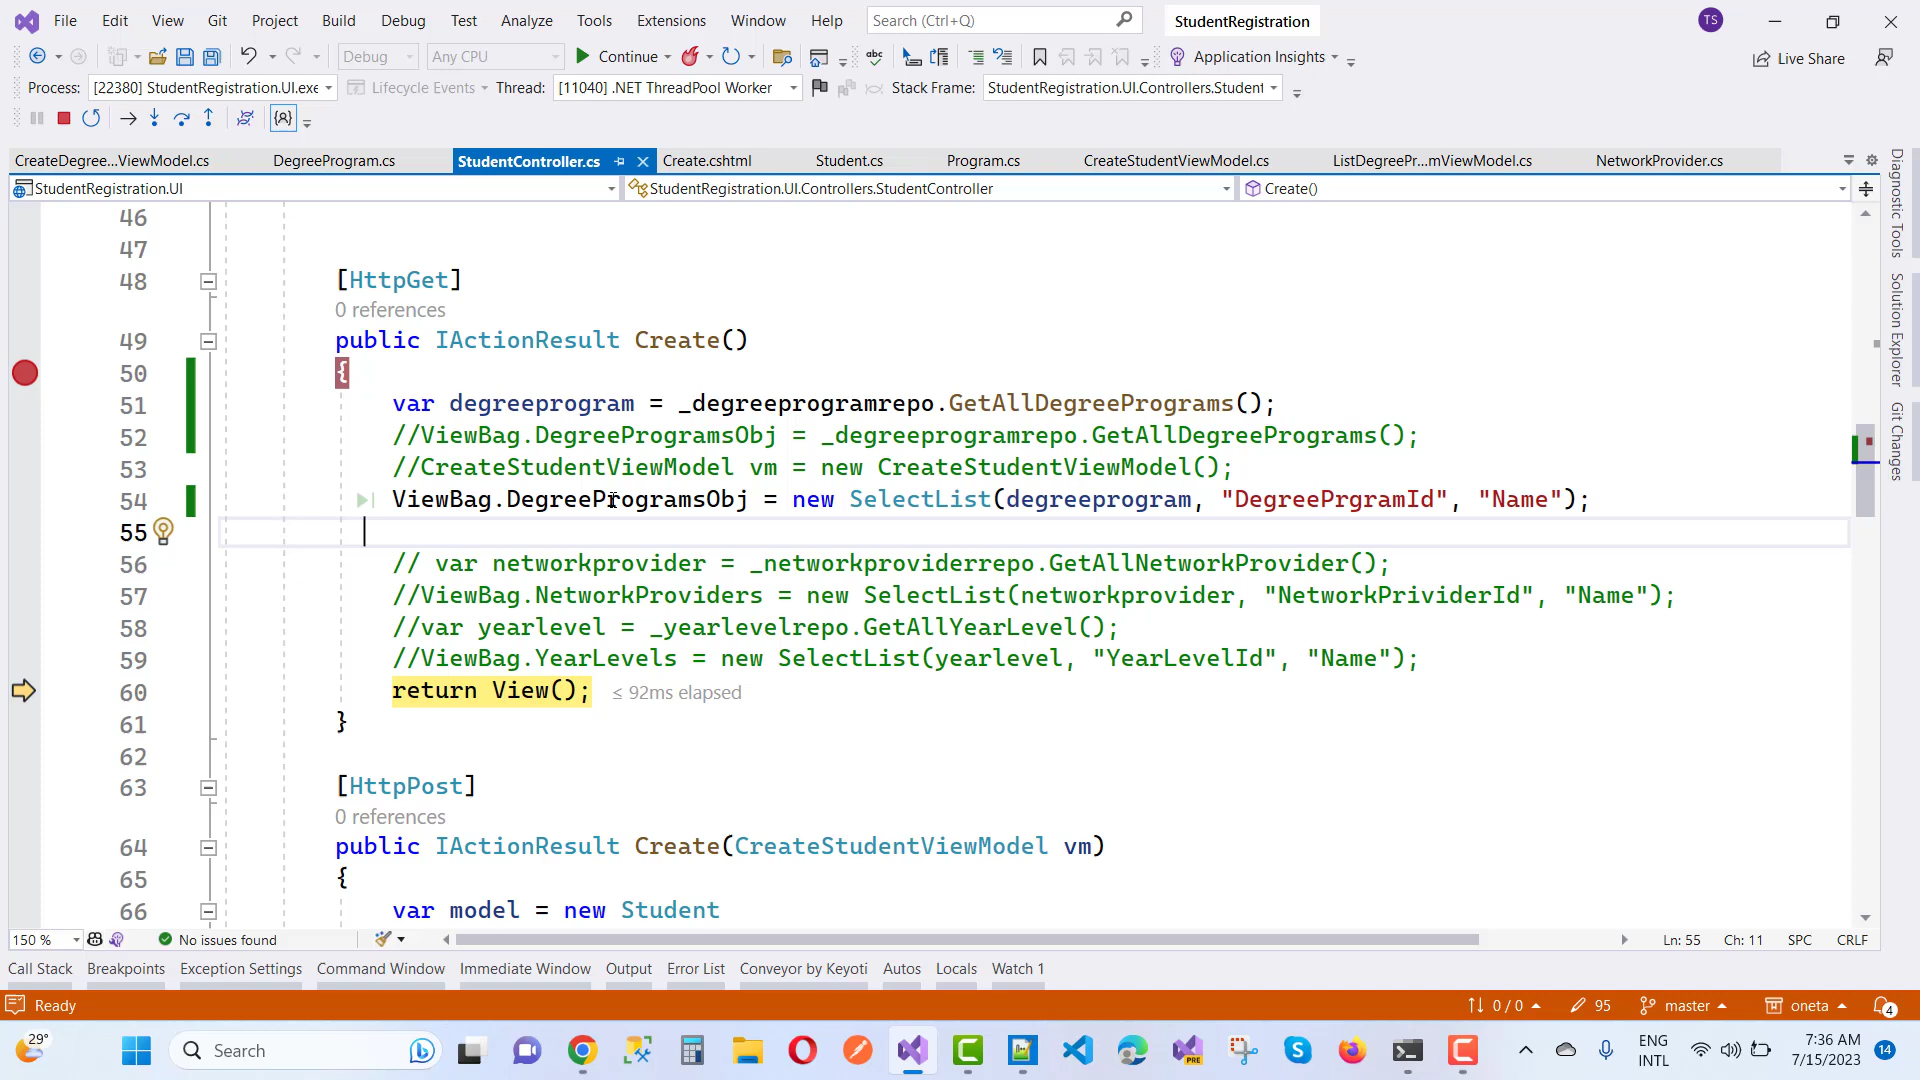 File Edit View Git Project Build Debug Test Analyze Tools Extensions Window Help Search (Ctrl+Q) StudentRegistration TS
Debug Any CPU Continue Application Insights Live Share
Process: [22380] StudentRegistration.UI.exe Lifecycle Events Thread: [11040] .NET ThreadPool Worker Stack Frame: StudentRegistration.UI.Controllers.Student
CreateDegree...ViewModel.cs DegreeProgram.cs StudentController.cs Create.cshtml Student.cs Program.cs CreateStudentViewModel.cs ListDegreePr...mViewModel.cs NetworkProvider.cs
StudentRegistration.UI StudentRegistration.UI.Controllers.StudentController Create()
Diagnostic Tools
Solution Explorer
Git Changes
46
47
48 [HttpGet]
0 references
49 public IActionResult Create()
50 {
51 var degreeprogram = _degreeprogramrepo.GetAllDegreePrograms();
52 //ViewBag.DegreeProgramsObj = _degreeprogramrepo.GetAllDegreePrograms();
53 //CreateStudentViewModel vm = new CreateStudentViewModel();
54 ViewBag.DegreeProgramsObj = new SelectList(degreeprogram, "DegreePrgramId", "Name");
55
56 // var networkprovider = _networkproviderrepo.GetAllNetworkProvider();
57 //ViewBag.NetworkProviders = new SelectList(networkprovider, "NetworkPrividerId", "Name");
58 //var yearlevel = _yearlevelrepo.GetAllYearLevel();
59 //ViewBag.YearLevels = new SelectList(yearlevel, "YearLevelId", "Name");
60 return View(); ≤ 92ms elapsed
61 }
62
63 [HttpPost]
0 references
64 public IActionResult Create(CreateStudentViewModel vm)
65 {
66 var model = new Student
150 % No issues found Ln: 55 Ch: 11 SPC CRLF
Call Stack Breakpoints Exception Settings Command Window Immediate Window Output Error List Conveyor by Keyoti Autos Locals Watch 1
Ready 0 / 0 95 master oneta 4
29° Search PRE ENG
INTL 7:36 AM
7/15/2023 14